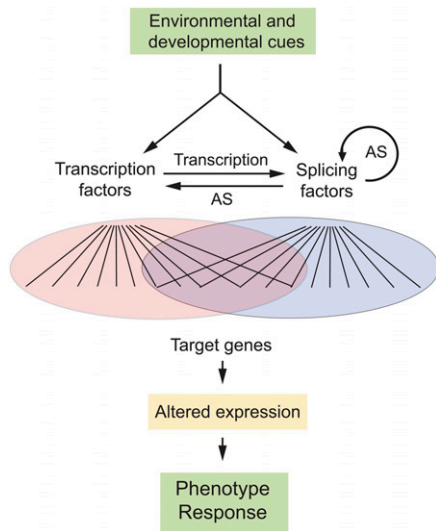 Environmental and
developmental cues
Transcription
factors
Transcription
AS
Splicing
factors
AS
Target genes
Altered expression
Phenotype
Response